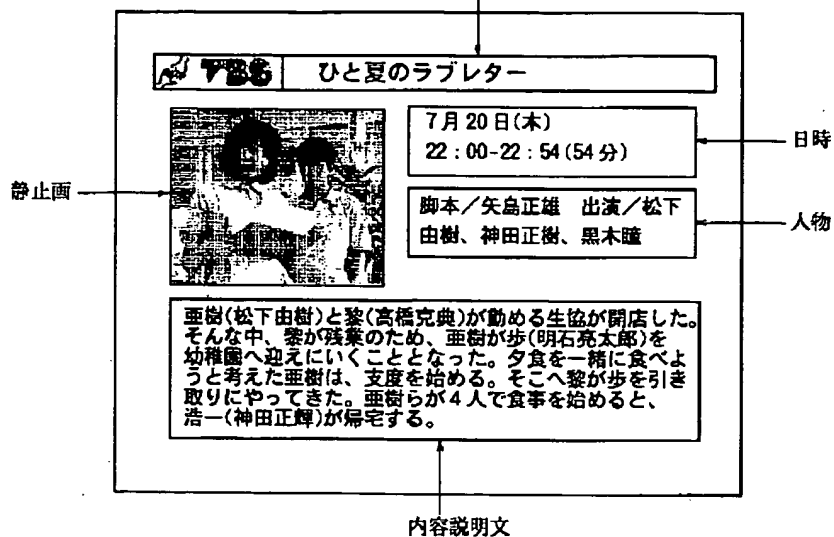 TBS ひと夏のラブレター
7月20日(木)
22：00-22：54(54分)
日時
静止画
脚本／矢島正雄　出演／松下
由樹、神田正樹、黒木瞳
人物
亜樹(松下由樹)と黎(高橋克典)が勤める生協が開店した。
そんな中、黎が残業のため、亜樹が歩(明石亮太郎)を
幼稚園へ迎えにいくこととなった。夕食を一緒に食べよ
うと考えた亜樹は、支度を始める。そこへ黎が歩を引き
取りにやってきた。亜樹らが４人で食事を始めると、
浩一(神田正輝)が帰宅する。
内容説明文